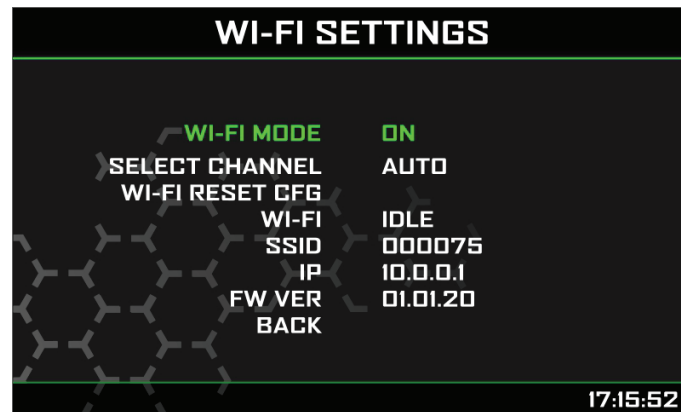 WI-FI SETTINGS
WI-FI MODE ON
SELECT CHANNEL AUTO
WI-FI RESET CFG
WI-FI IDLE
SSID 000075
IP 10.0.0.1
FW VER 01.01.20
BACK
17:15:52